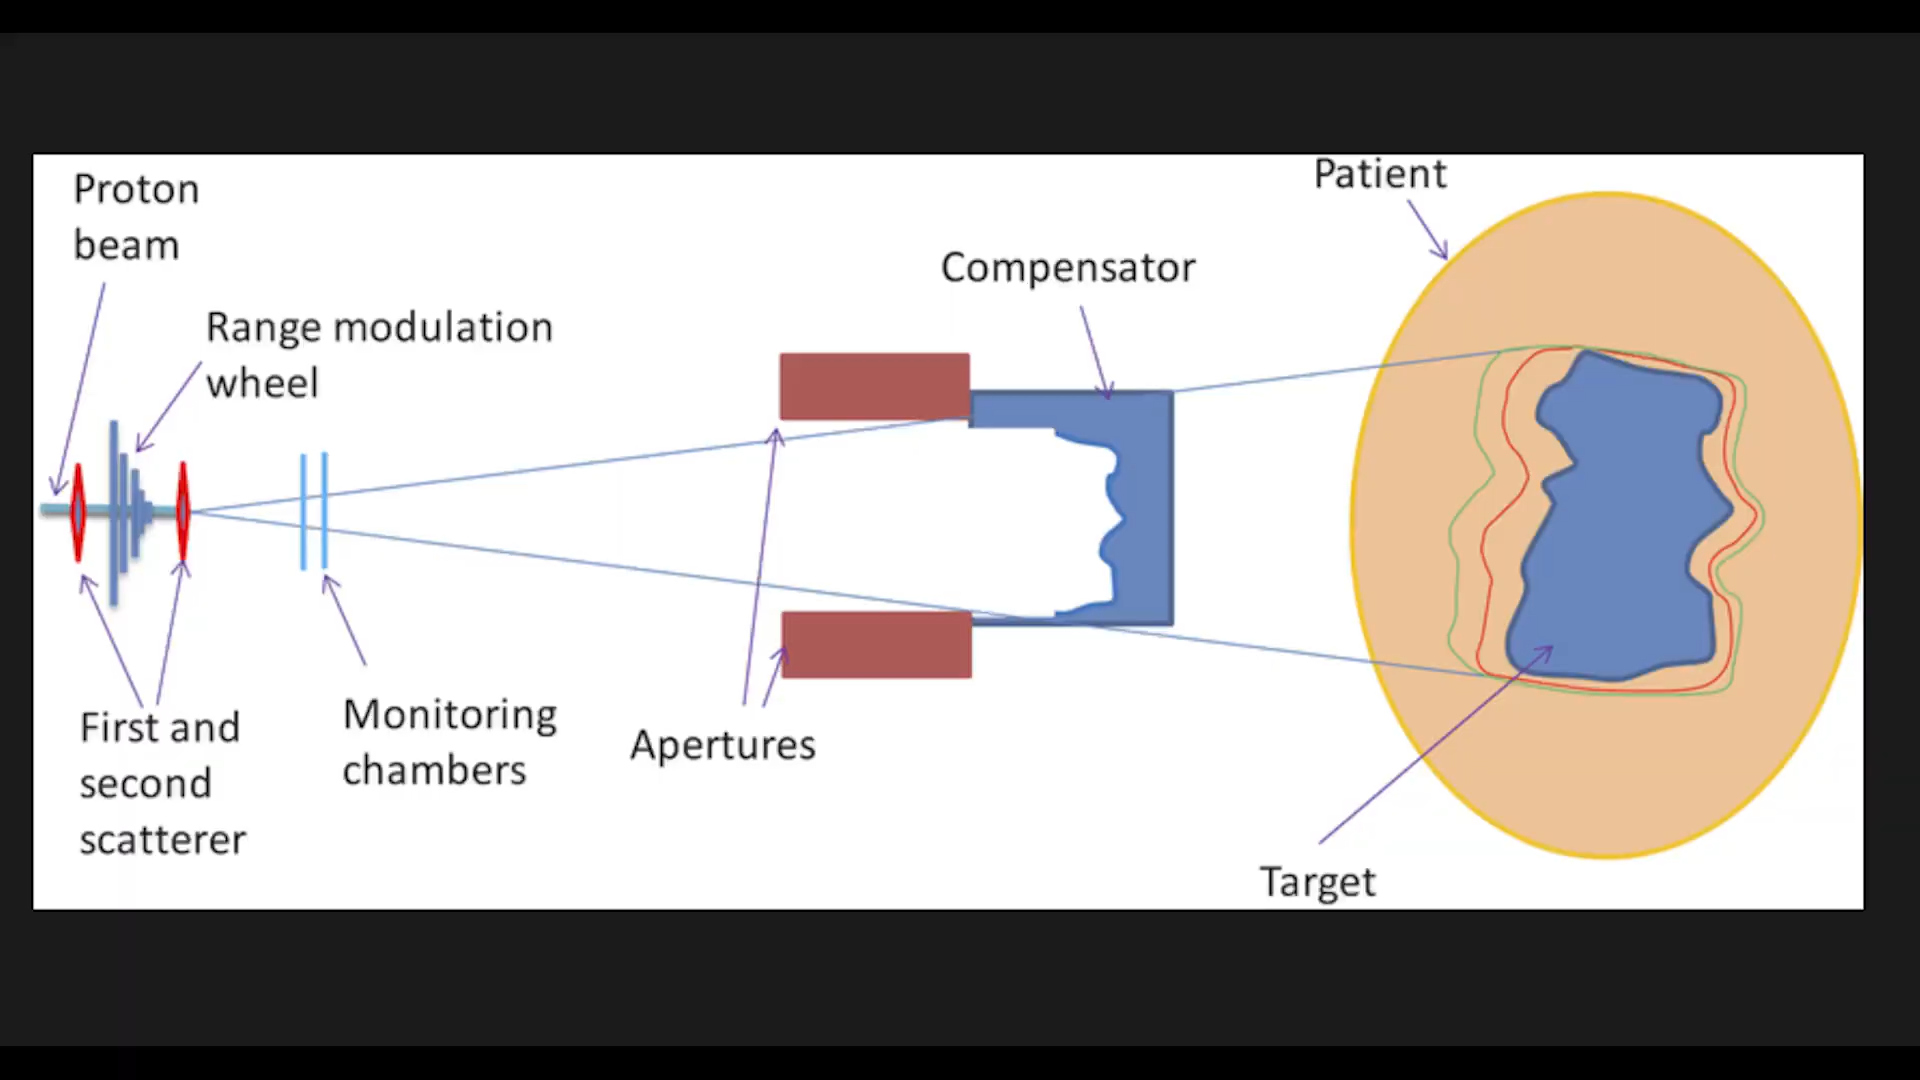 Proton
beam
Range modulation
wheel
First and
second
scatterer
Monitoring
chambers
Apertures
Compensator
Patient
Target